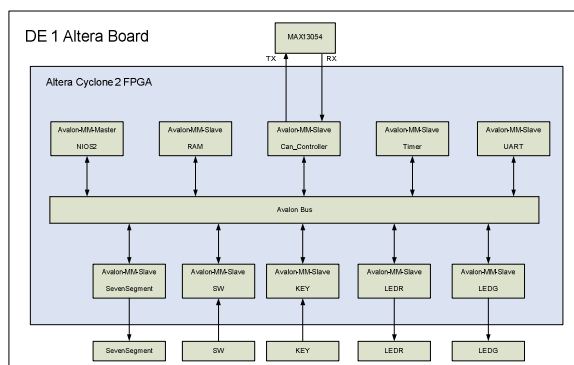 DE 1 Altera Board
MAX13054
TX
RX
Altera Cyclone 2 FPGA
Avalon-MM-Master
NIOS2
Avalon-MM-Slave
RAM
Avalon-MM-Slave
Can_Controller
Avalon-MM-Slave
Timer
Avalon-MM-Slave
UART
Avalon Bus
Avalon-MM-Slave
SevenSegment
Avalon-MM-Slave
SW
Avalon-MM-Slave
KEY
Avalon-MM-Slave
LEDR
Avalon-MM-Slave
LEDG
SevenSegment
SW
KEY
LEDR
LEDG